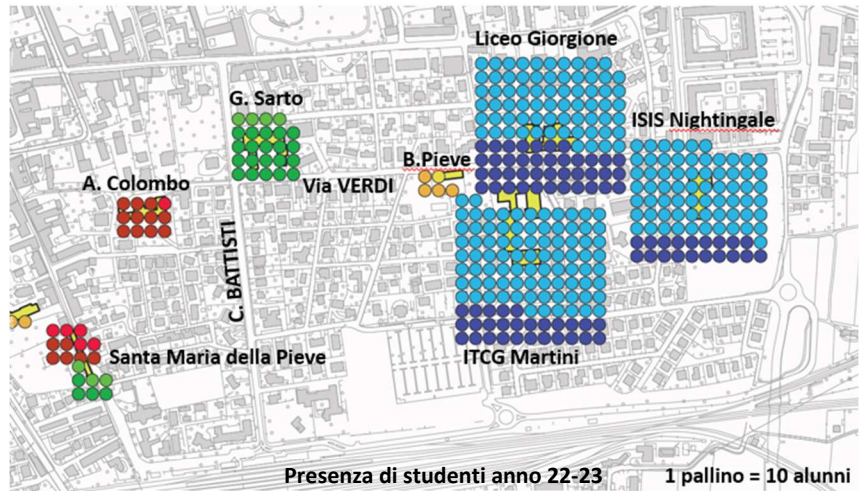 Liceo Giorgione
G. Sarto
ISIS Nightingale
B.Pieve
A. Colombo
Via VERDI
C. BATTISTI
Santa Maria della Pieve
ITCG Martini
Presenza di studenti anno 22-23
1 pallino = 10 alunni